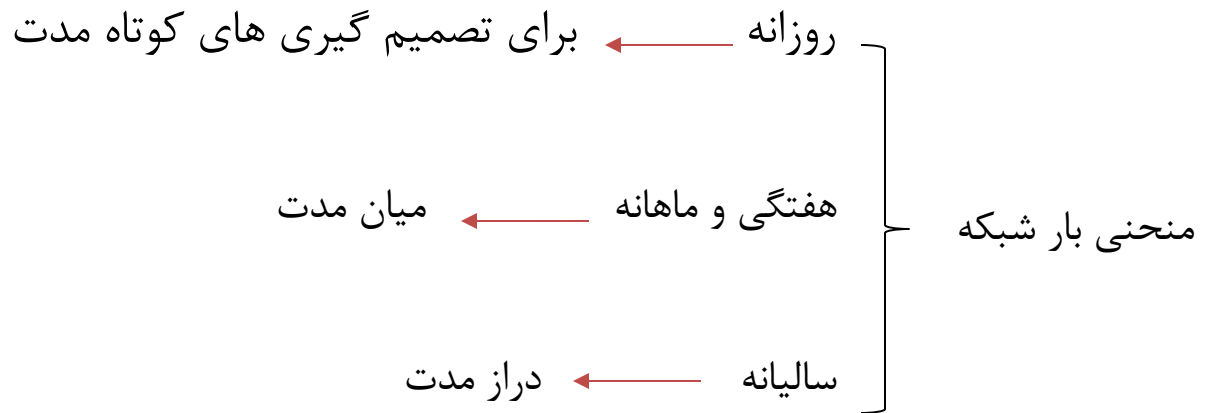 روزانه برای تصمیم گیری های کوتاه مدت
هفتگی و ماهانه میان مدت
منحنی بار شبکه
سالیانه دراز مدت